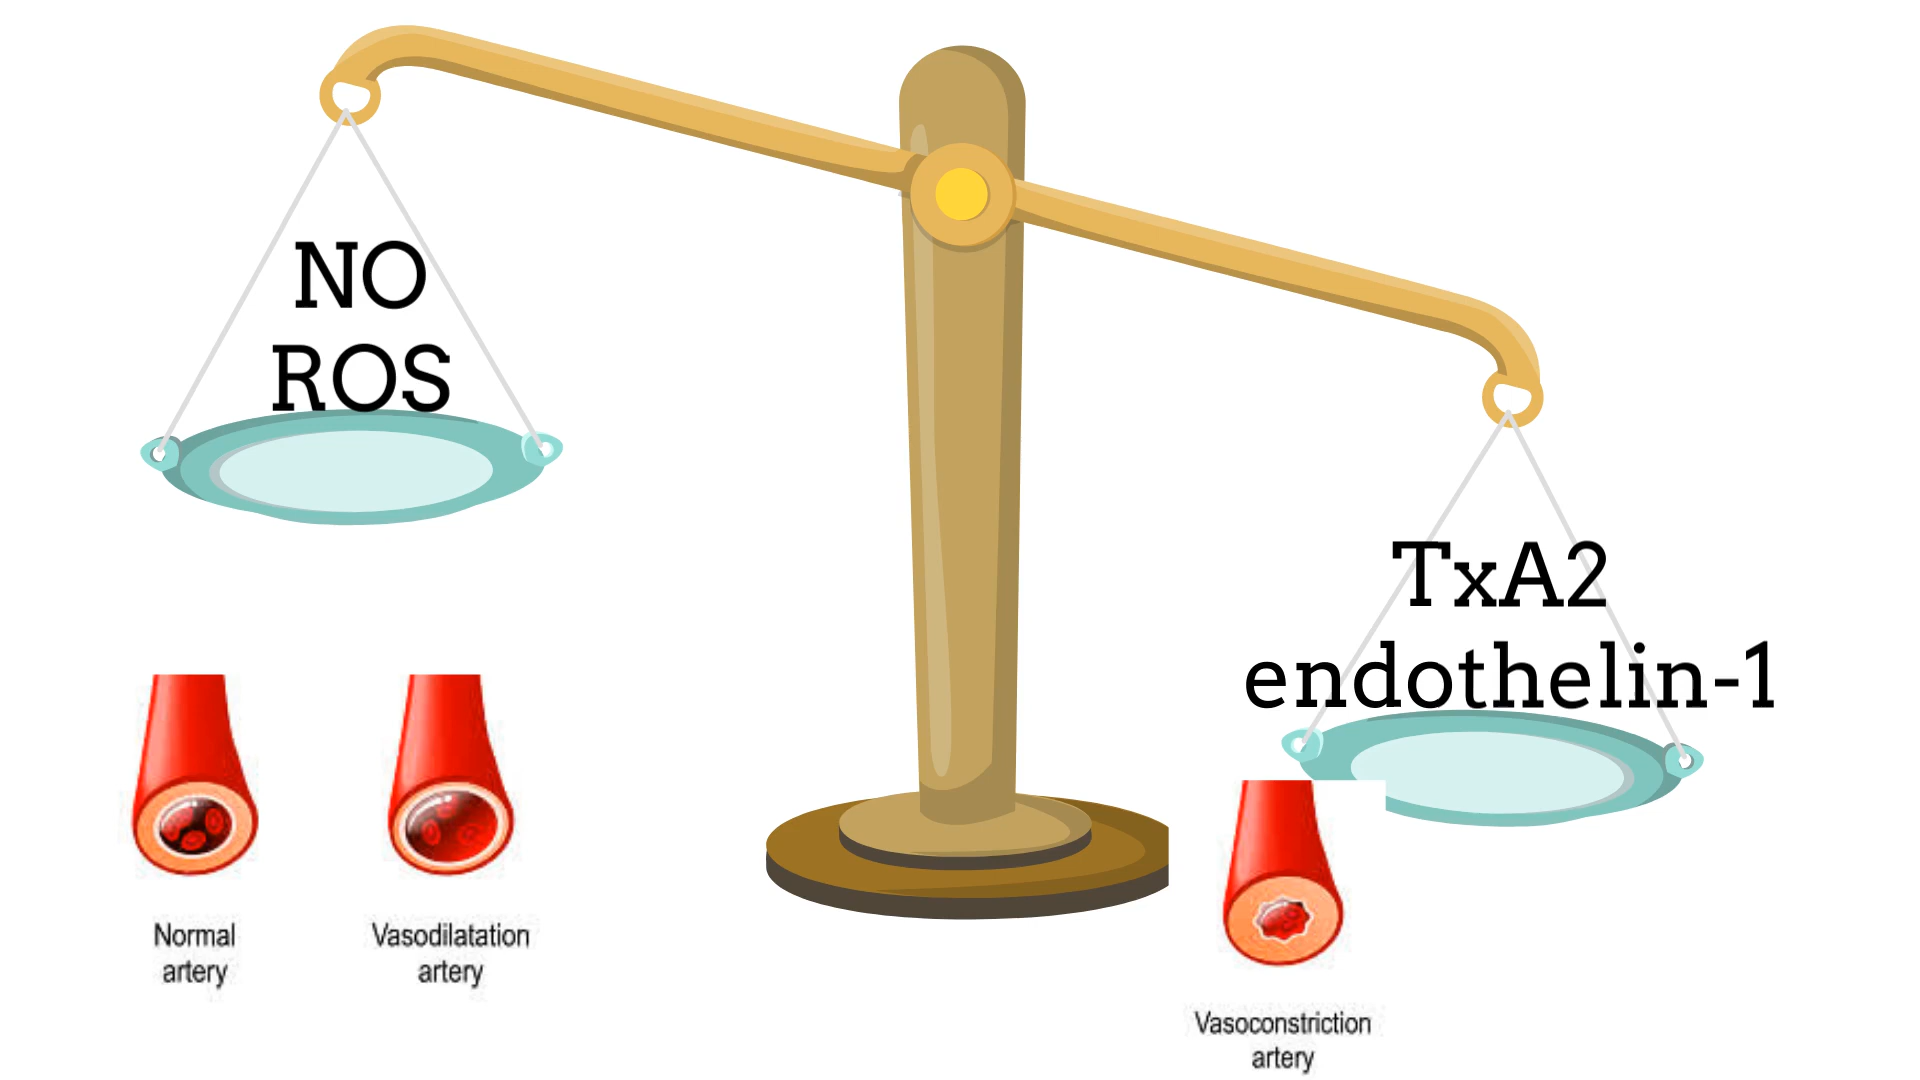 NO
ROS
TxA2
endothelin-1
Normal
artery
Vasodilatation
artery
Vasoconstriction
artery